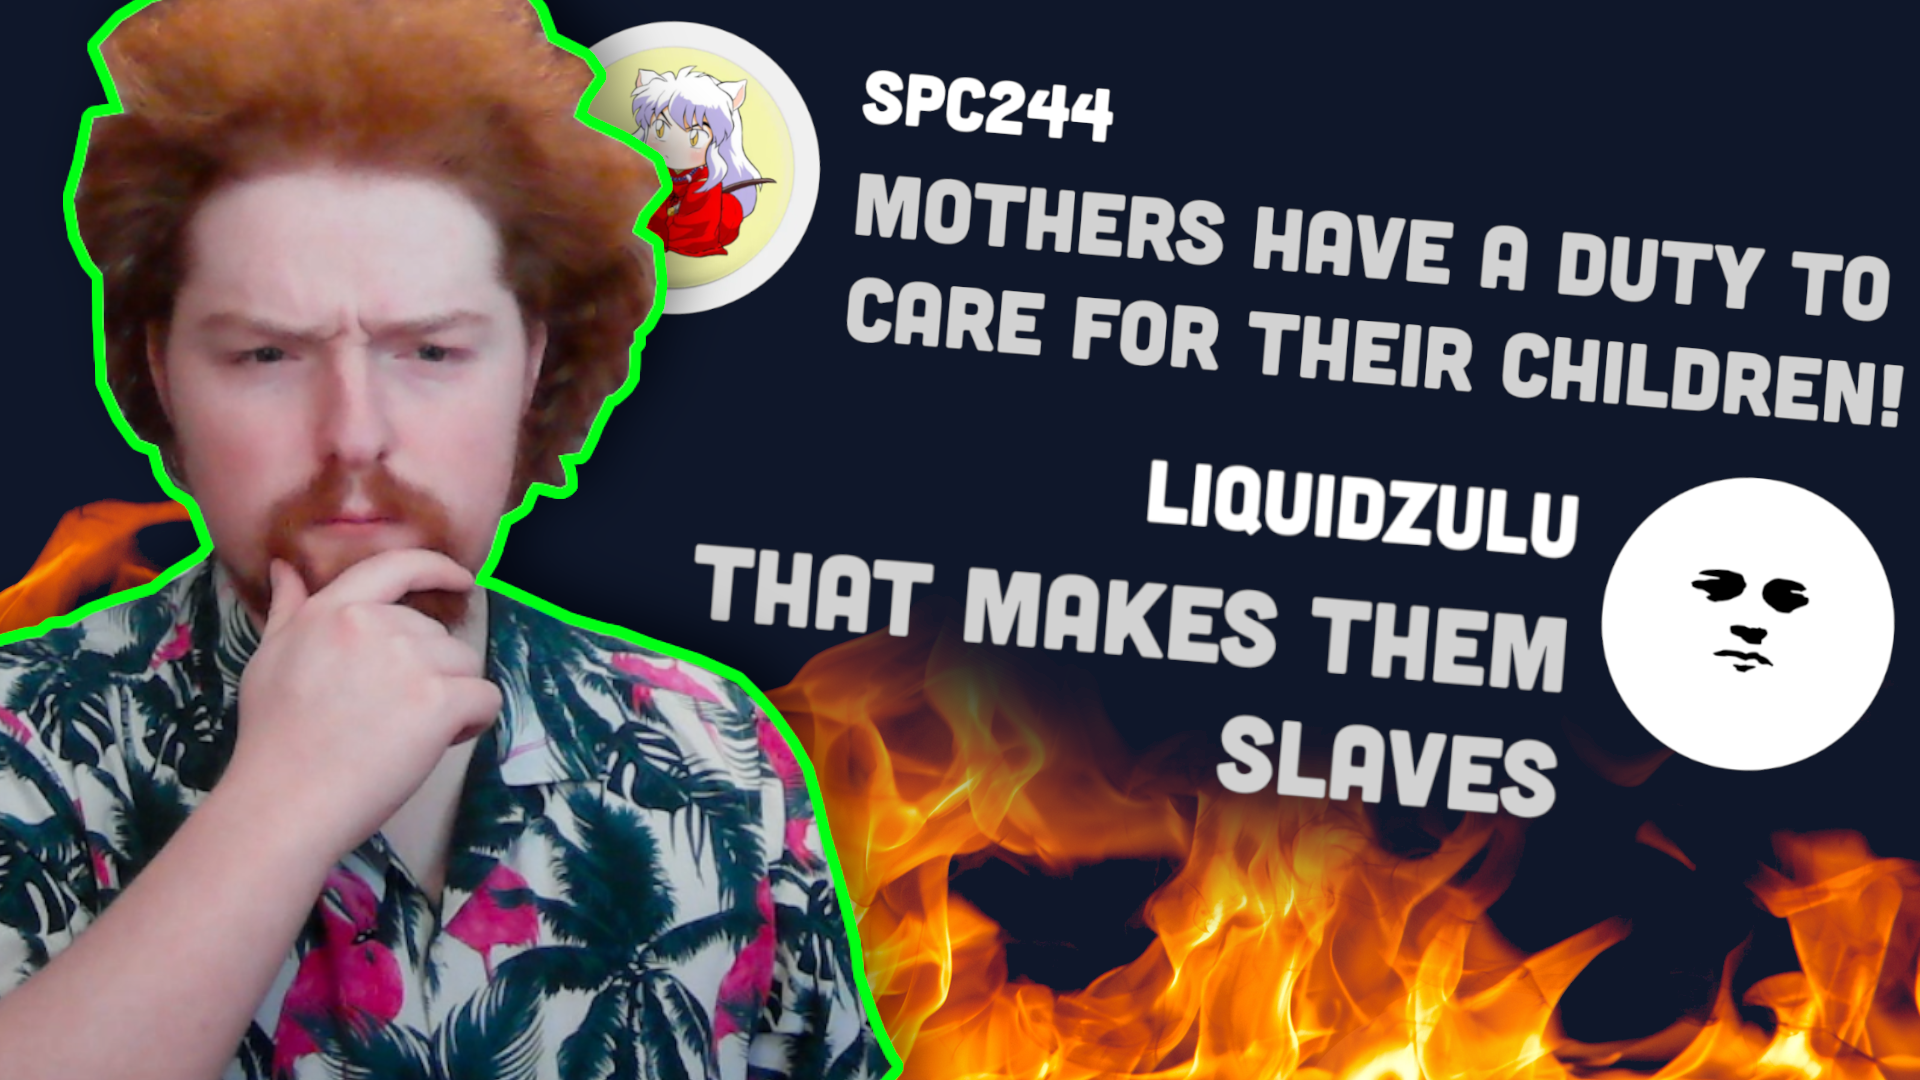 SPC244
MOTHERS HAVE A DUTY TO
CARE FOR THEIR CHILDREN!
LIQUIDZULU
THAT MAKES THEM
SLAVES